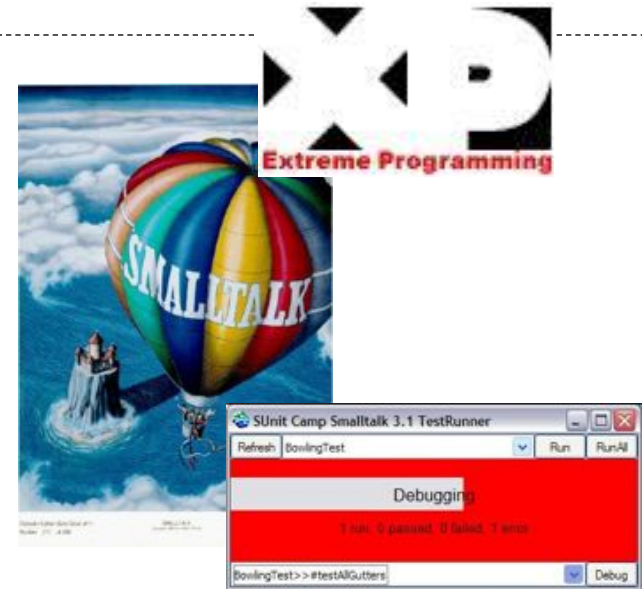 XP
Extreme Programming
SMALLTALK
SUnit Camp Smalltalk 3.1 TestRunner
Refresh BowlingTest Run RunAll
Debugging
1 run, 0 passed, 0 failed, 1 error
BowlingTest>>#testAllGutters Debug